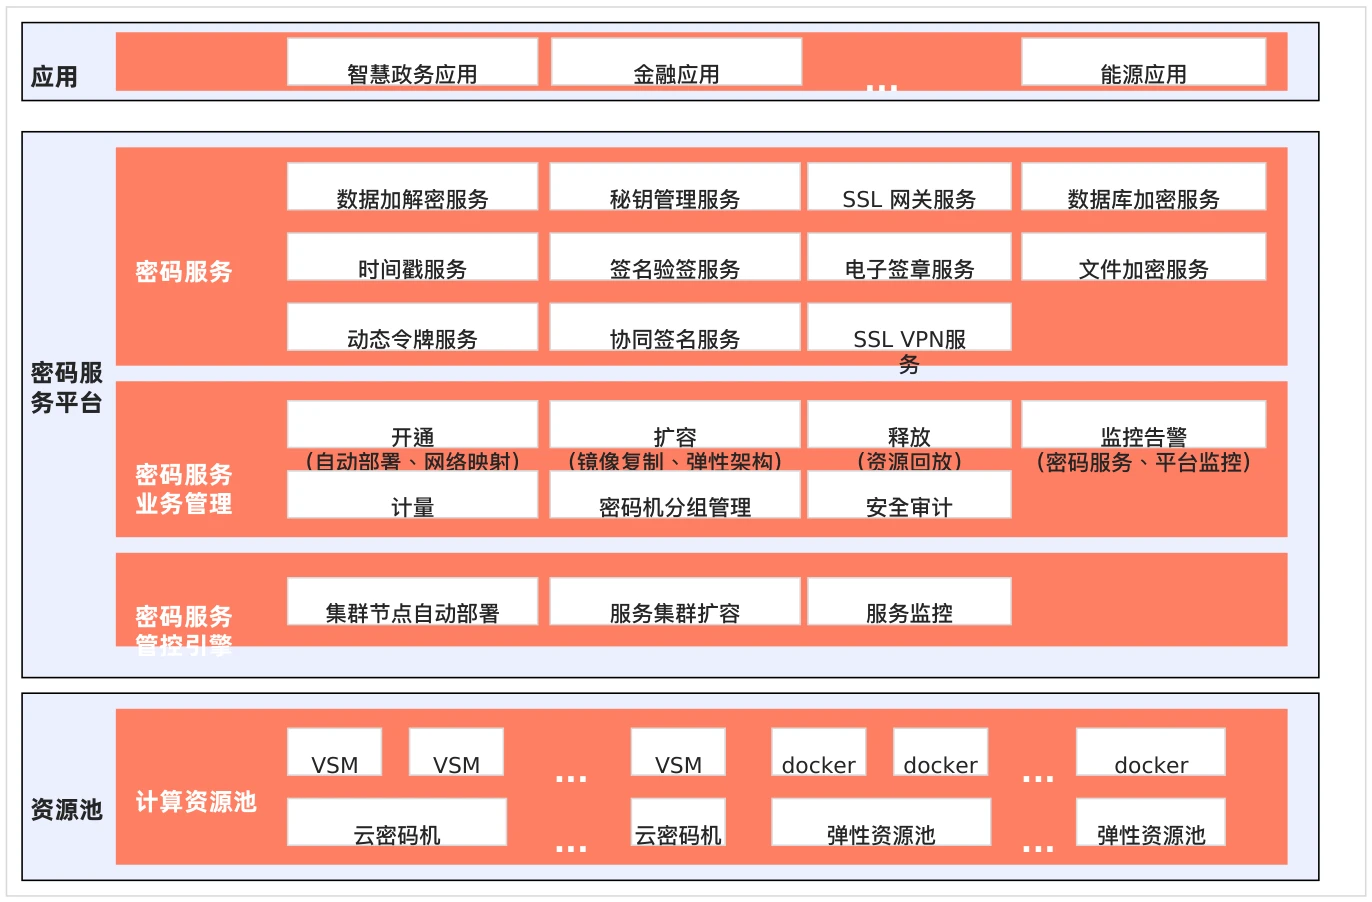 应用
智慧政务应用
金融应用
...
能源应用
密码服
务平台
密码服务
数据加解密服务
秘钥管理服务
SSL 网关服务
数据库加密服务
时间戳服务
签名验签服务
电子签章服务
文件加密服务
动态令牌服务
协同签名服务
SSL VPN服
务
密码服务
业务管理
开通
(自动部署、网络映射)
扩容
(镜像复制、弹性架构)
释放
(资源回放)
监控告警
(密码服务、平台监控)
计量
密码机分组管理
安全审计
密码服务
管控引擎
集群节点自动部署
服务集群扩容
服务监控
资源池
计算资源池
VSM
VSM
...
VSM
docker
docker
...
docker
云密码机
...
云密码机
弹性资源池
...
弹性资源池